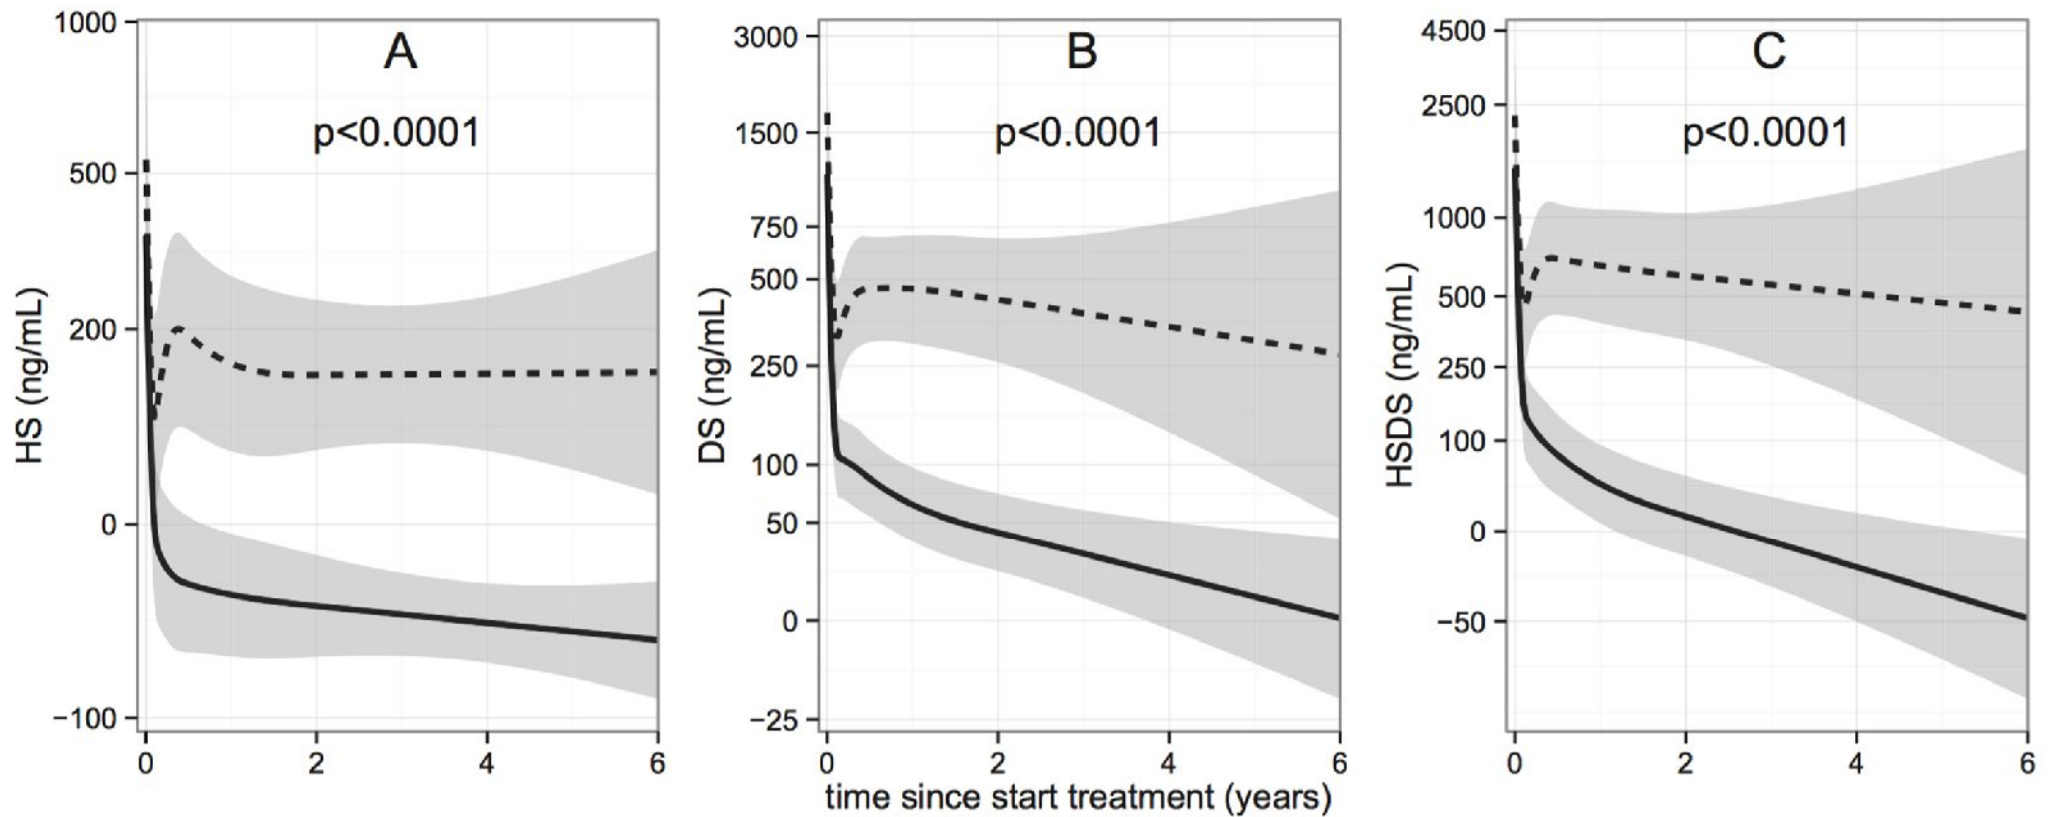 A
p<0.0001
HS (ng/mL)
1000
500
200
0
−100
0 2 4 6
B
p<0.0001
DS (ng/mL)
3000
1500
750
500
250
100
50
0
−25
0 2 4 6
time since start treatment (years)
C
p<0.0001
HSDS (ng/mL)
4500
2500
1000
500
250
100
0
−50
0 2 4 6